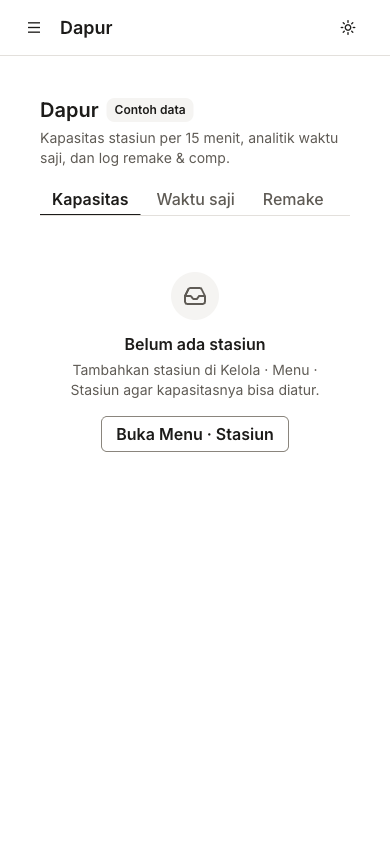 Dapur
Dapur
Contoh data
Kapasitas stasiun per 15 menit, analitik waktu
saji, dan log remake & comp.
Kapasitas
Waktu saji
Remake
Belum ada stasiun
Tambahkan stasiun di Kelola · Menu ·
Stasiun agar kapasitasnya bisa diatur.
Buka Menu · Stasiun